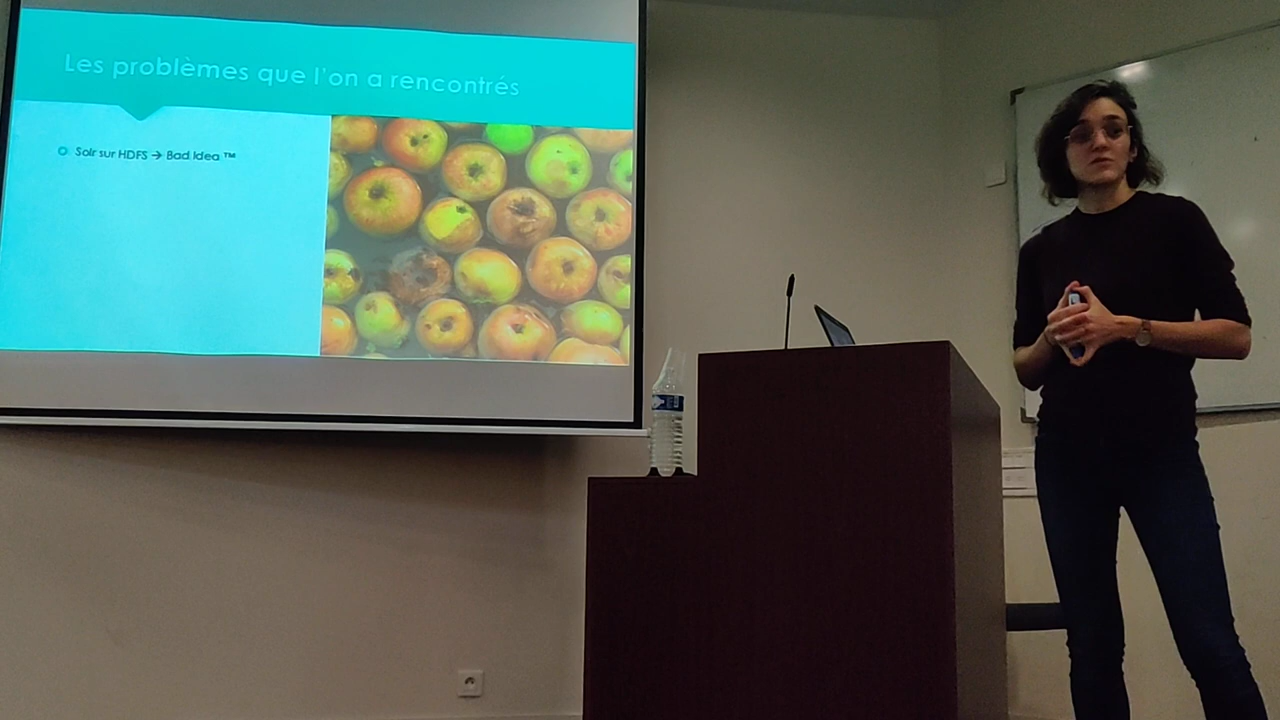 Les problèmes que l'on a rencontrés
Solr sur HDFS → Bad Idea ™